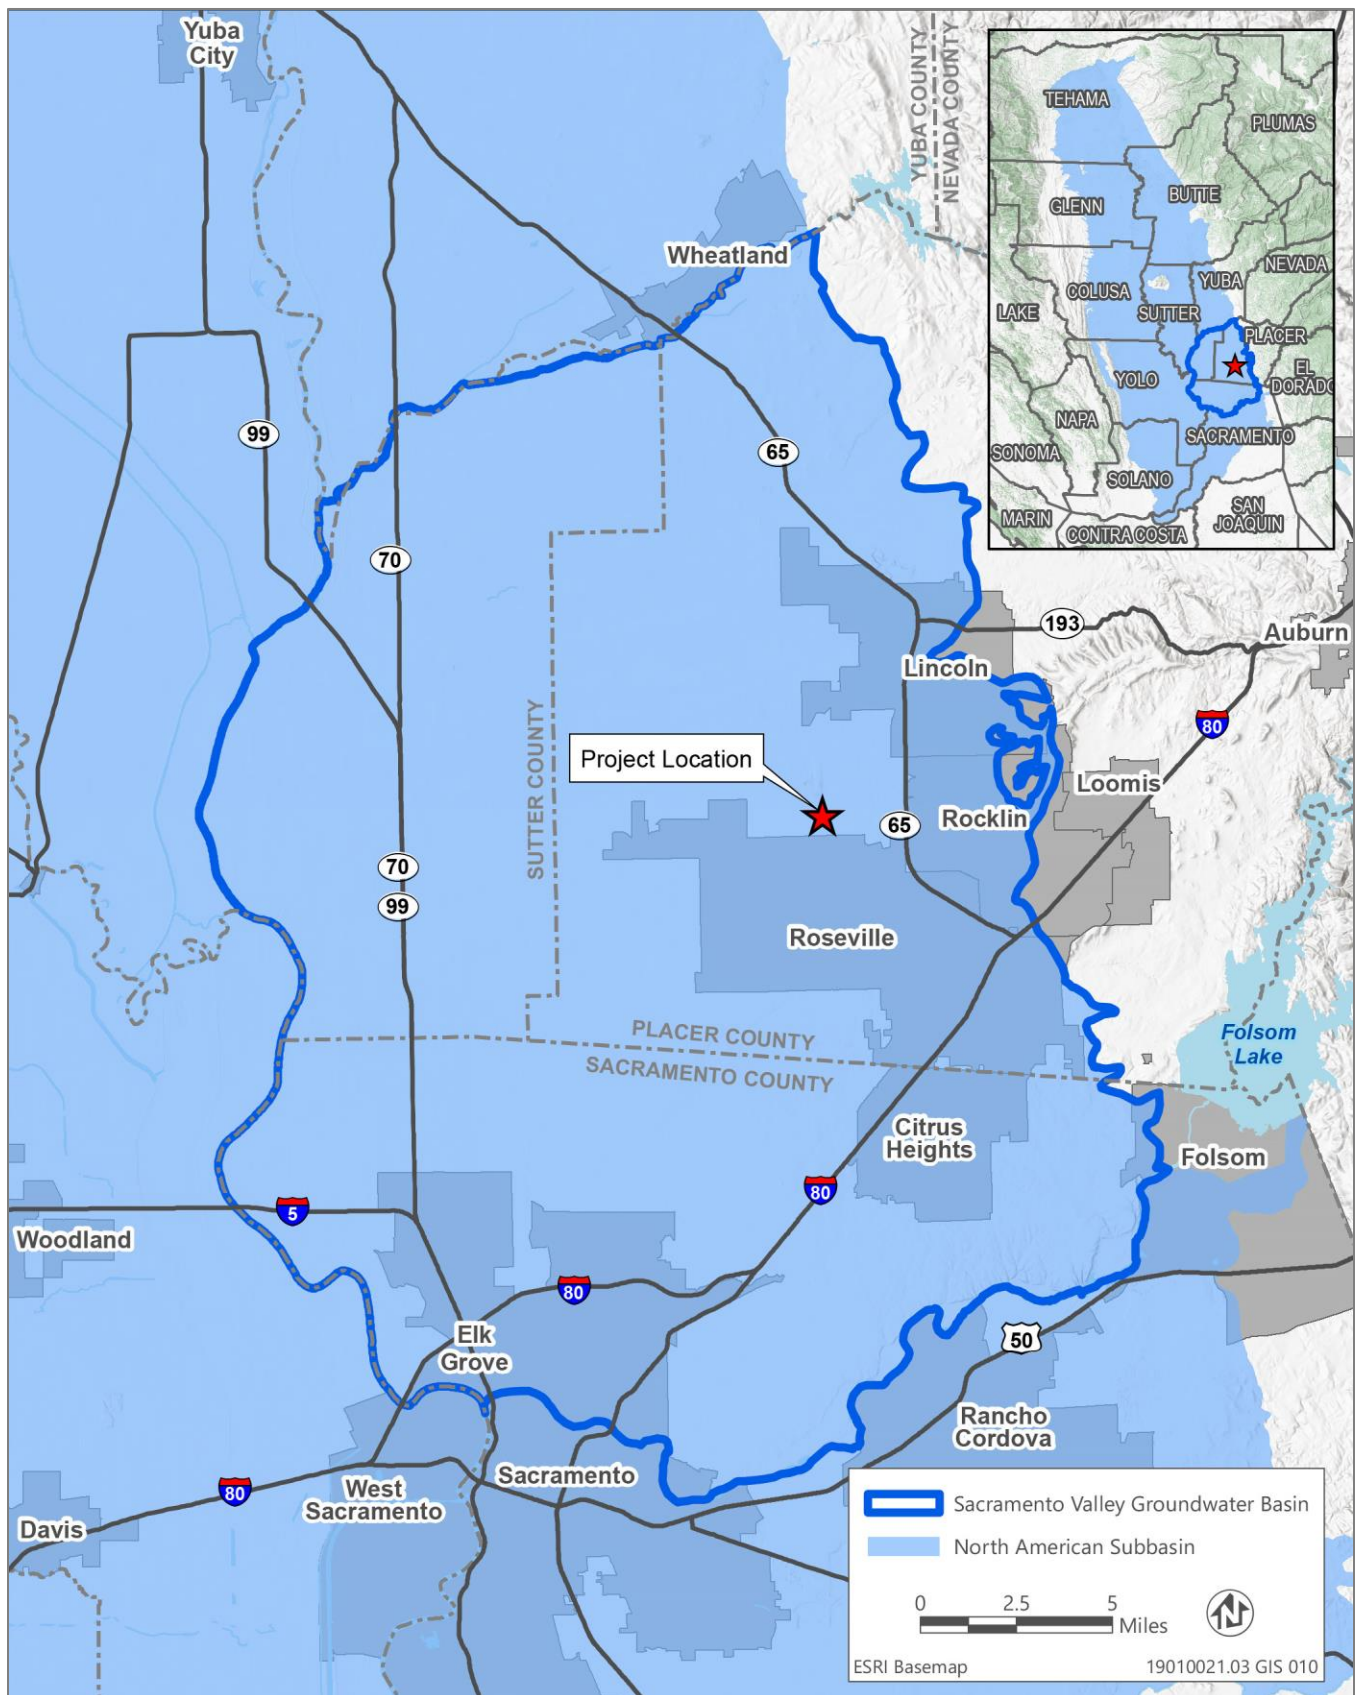 Yuba
City
YUBA COUNTY
NEVADA COUNTY
TEHAMA
PLUMAS
GLENN
BUTTE
COLUSA
YUBA
NEVADA
LAKE
SUTTER
PLACER
YOLO
EL
DORADO
NAPA
SACRAMENTO
SONOMA
SOLANO
MARIN
SAN
JOAQUIN
CONTRA COSTA
Wheatland
99
65
70
193
Auburn
Lincoln
80
SUTTER COUNTY
Project Location
Loomis
65
Rocklin
70
99
Roseville
PLACER COUNTY
SACRAMENTO COUNTY
Folsom
Lake
Citrus
Heights
Folsom
80
5
Woodland
80
Elk
Grove
50
Rancho
Cordova
Sacramento
West
Sacramento
80
Davis
Sacramento Valley Groundwater Basin
North American Subbasin
0 2.5 5
Miles
N
ESRI Basemap
19010021.03 GIS 010